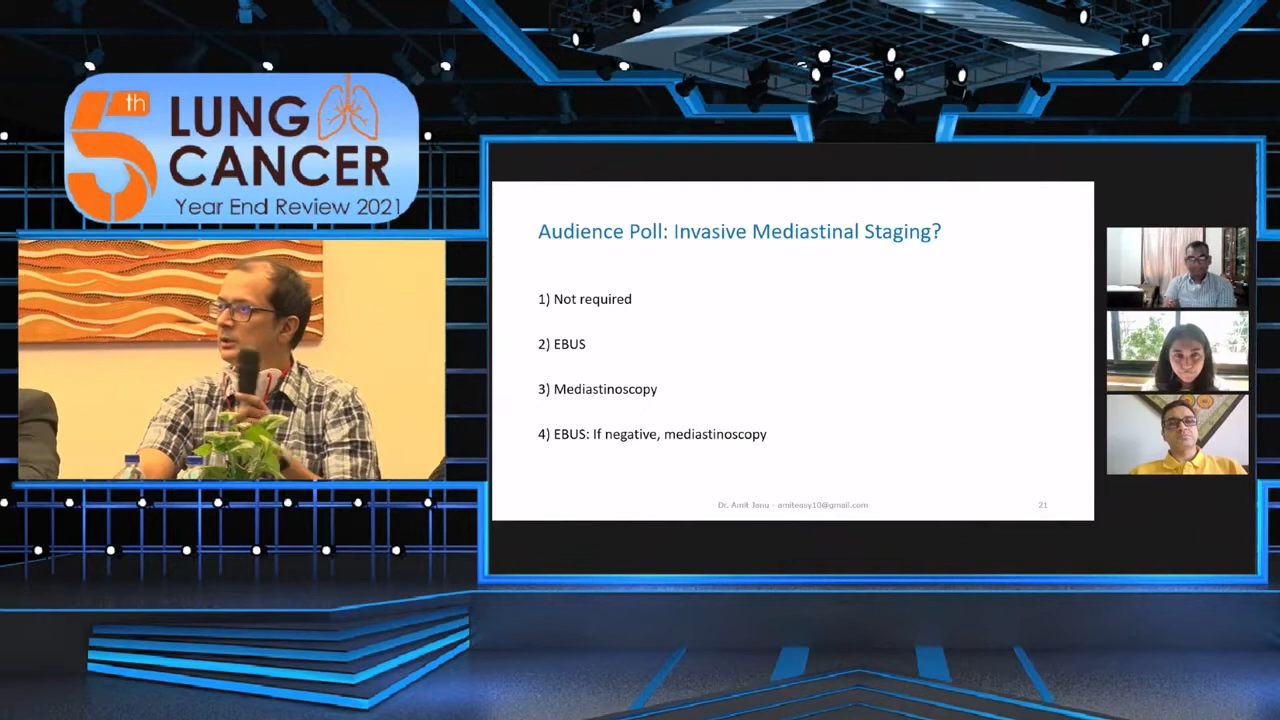 5th
LUNG
CANCER
Year End Review 2021
Audience Poll: Invasive Mediastinal Staging?
1) Not required
2) EBUS
3) Mediastinoscopy
4) EBUS: If negative, mediastinoscopy
Dr. Amit Janu - amiteasy10@gmail.com
21